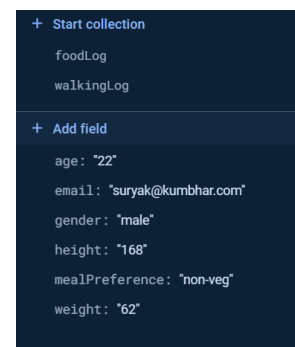 + Start collection
foodLog
walkingLog
+ Add field
age: "22"
email: "suryak@kumbhar.com"
gender: "male"
height: "168"
mealPreference: "non-veg"
weight: "62"